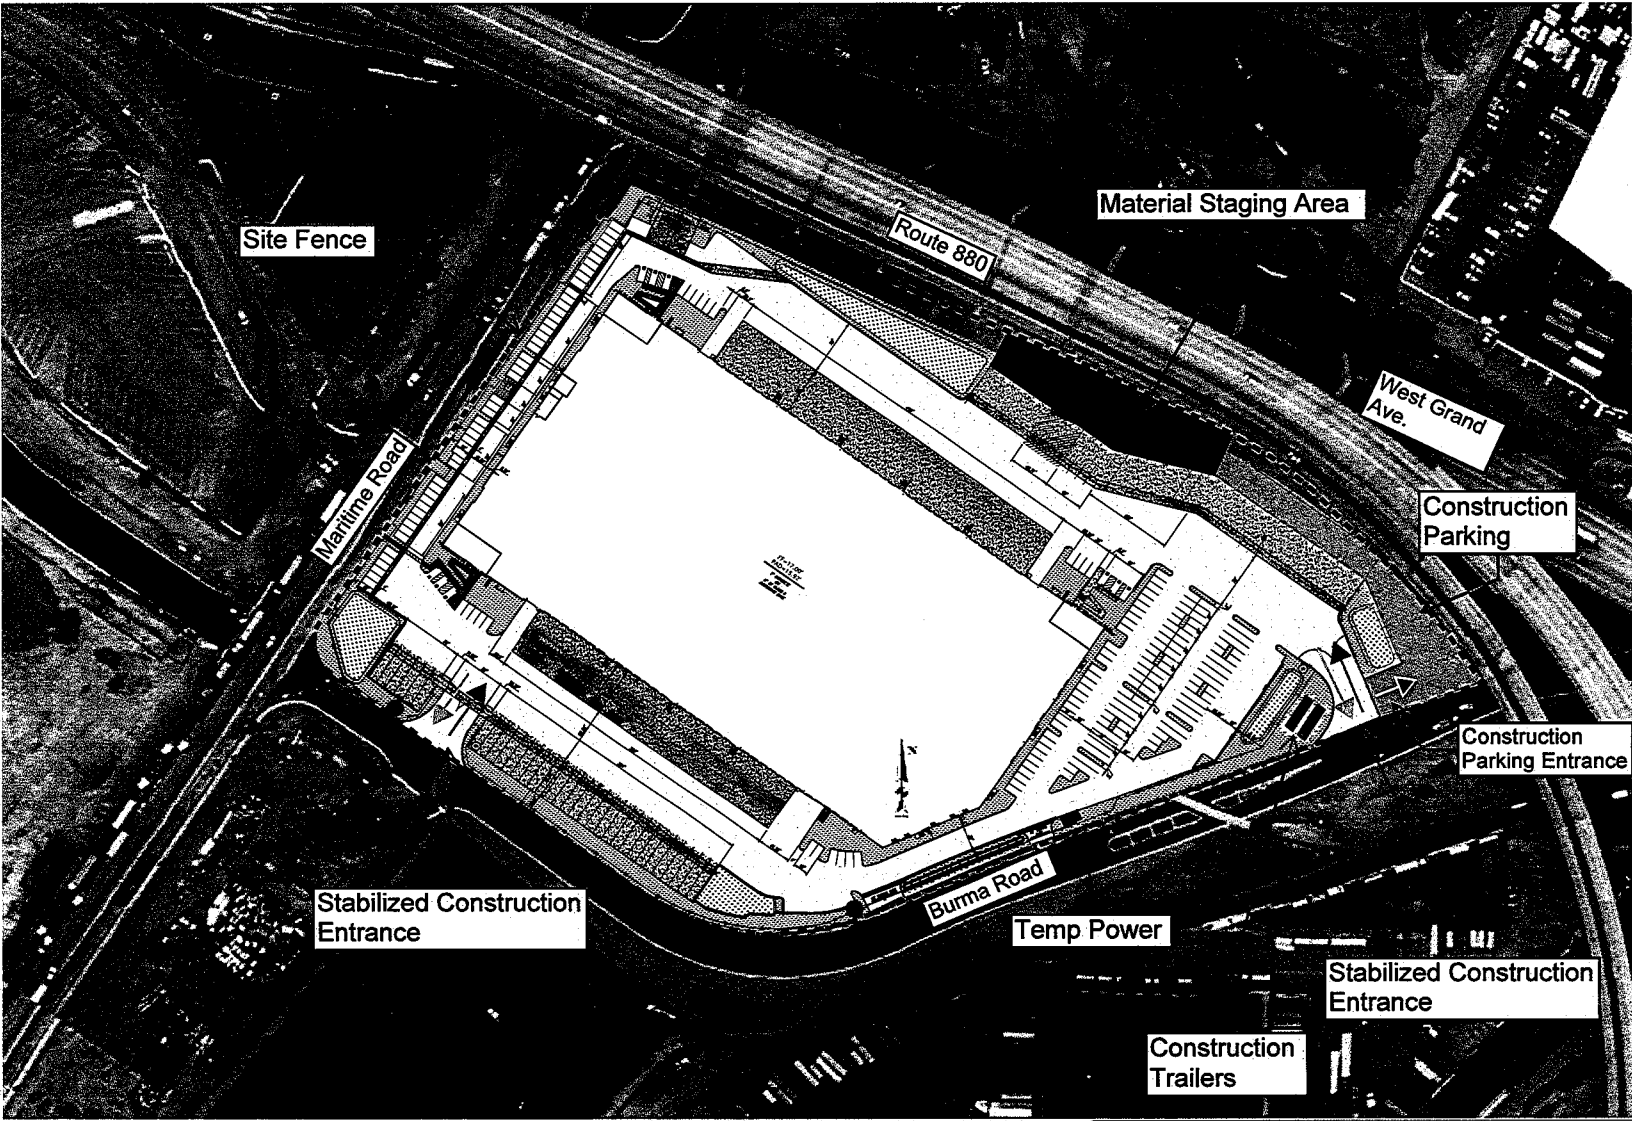 Material Staging Area
Site Fence
Route 880
West Grand
Ave.
Maritime Road
Construction
Parking
Construction
Parking Entrance
Burma Road
Stabilized Construction
Entrance
Temp Power
Stabilized Construction
Entrance
Construction
Trailers